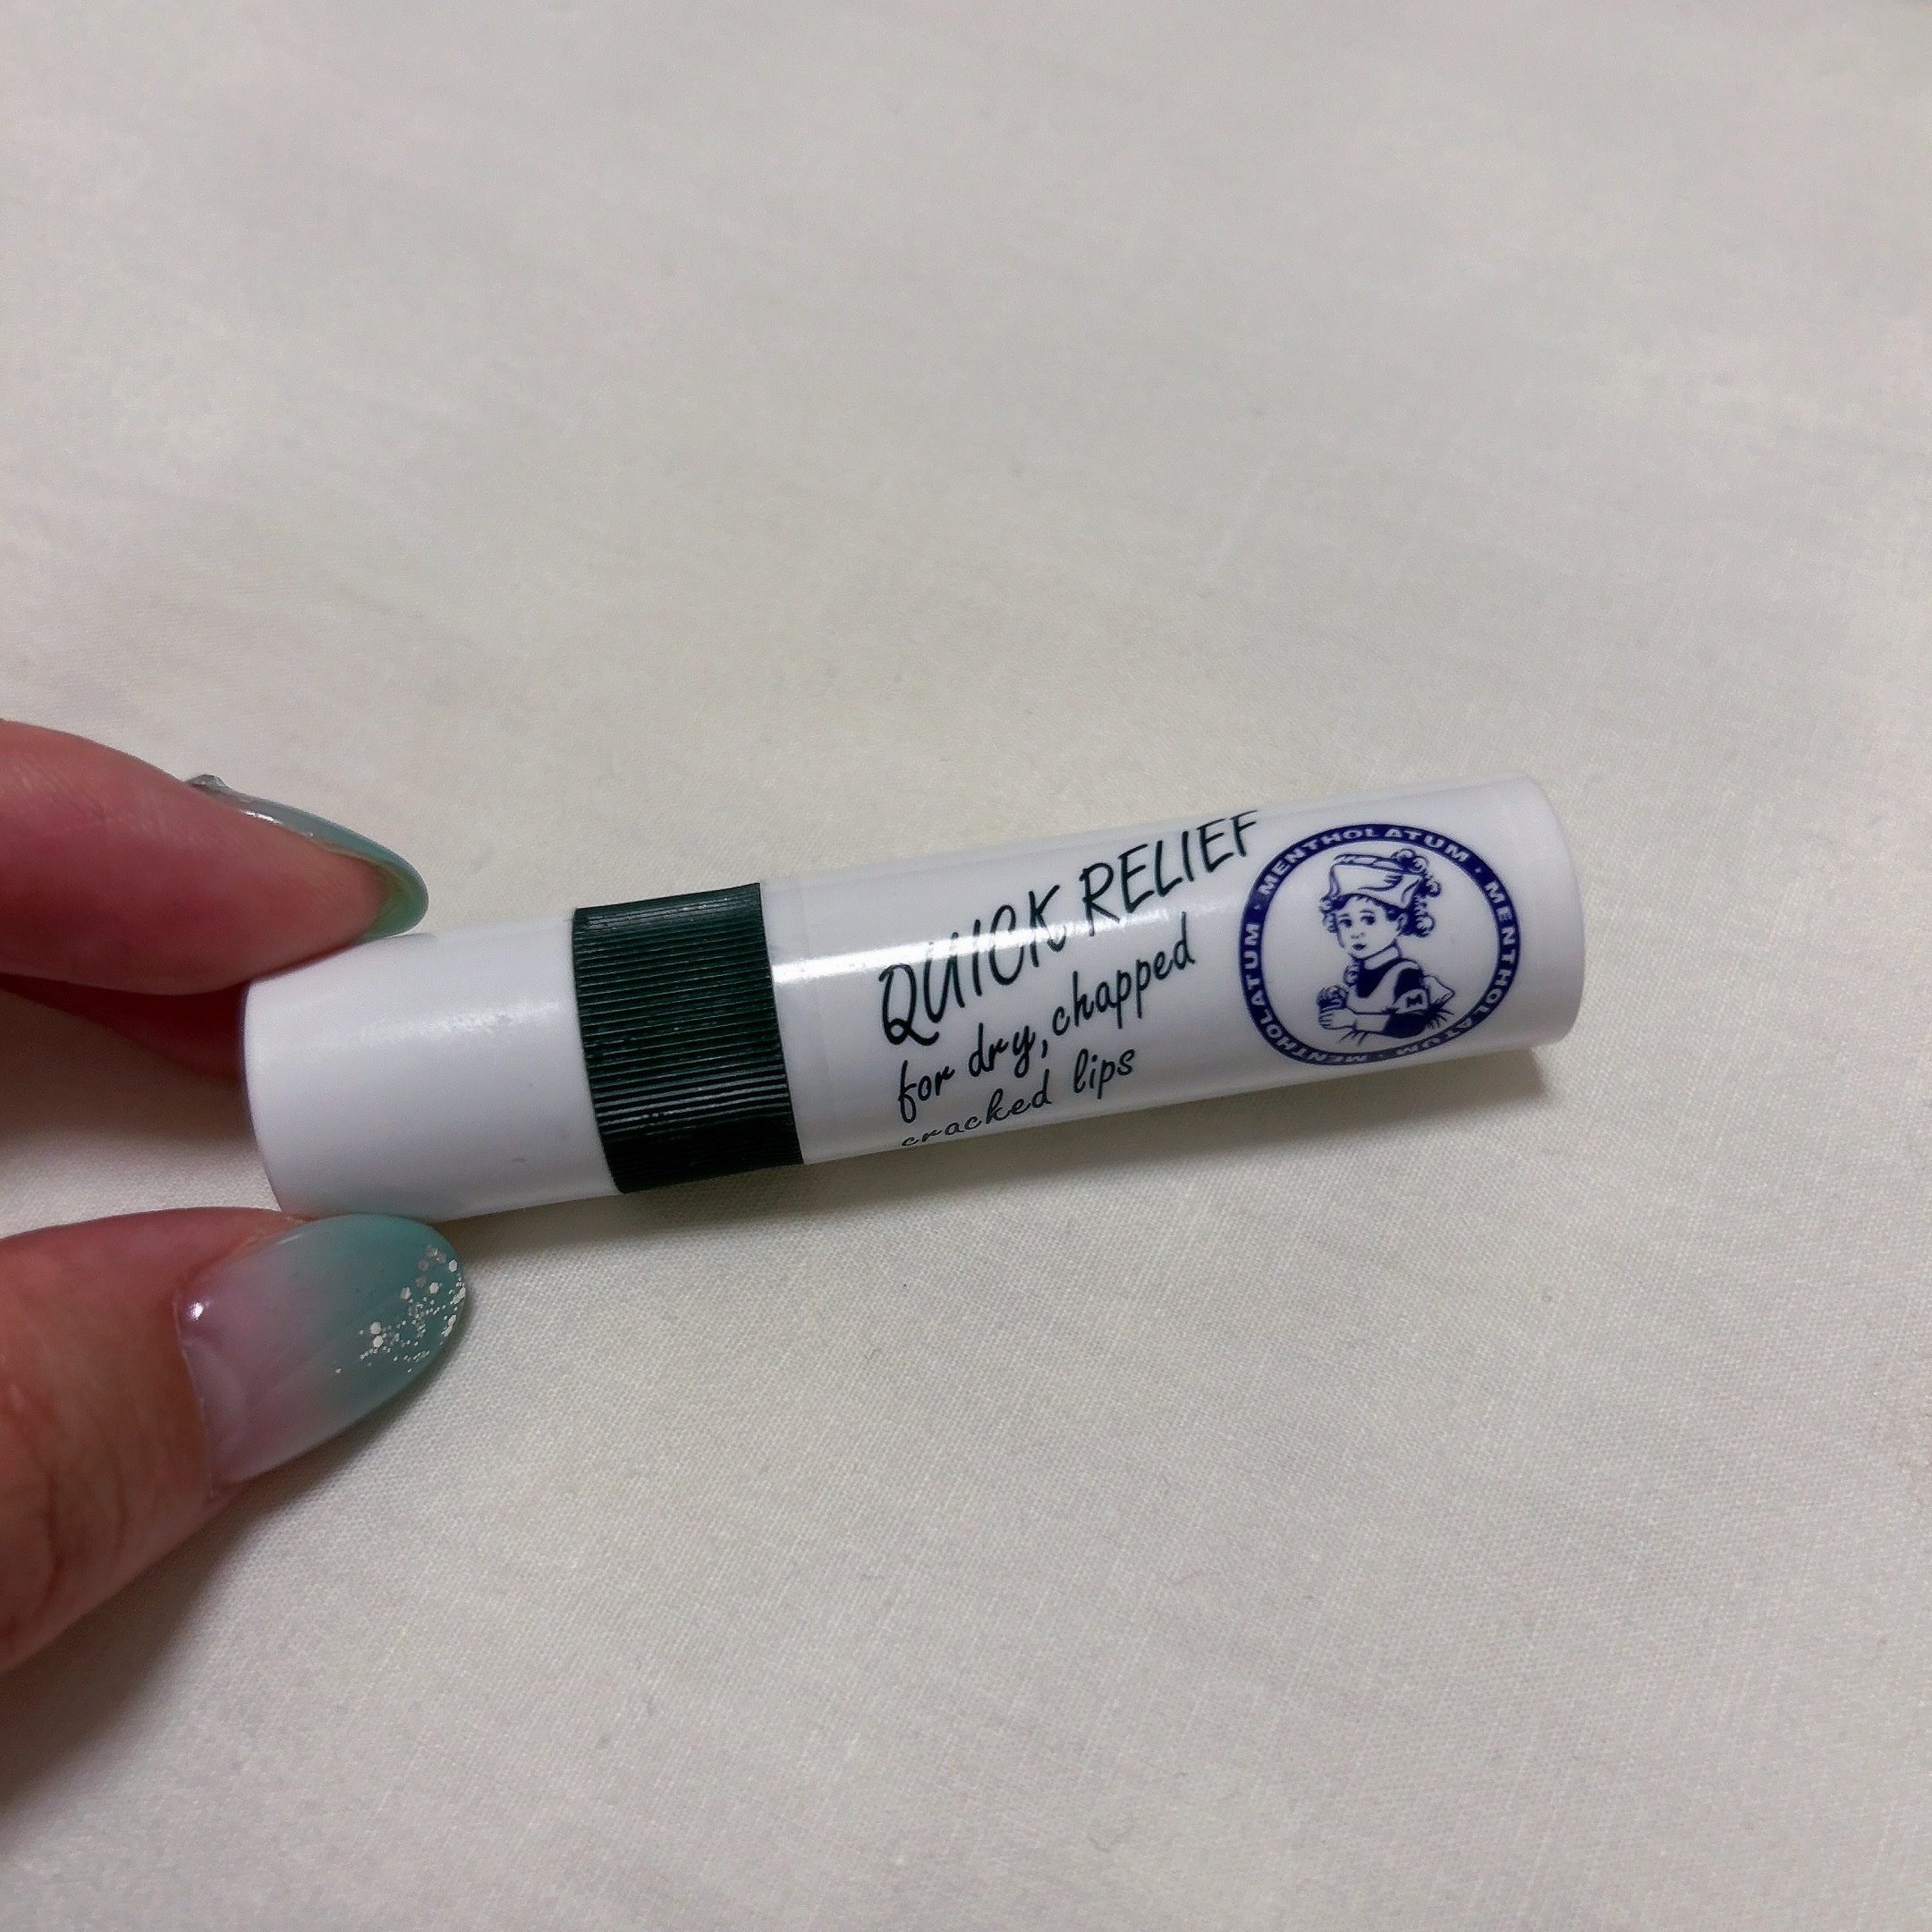 QUICK RELIEF
for dry, chapped
cracked lips
MENTHOLATUM · MENTHOLATUM · MENTHOLATUM ·
M